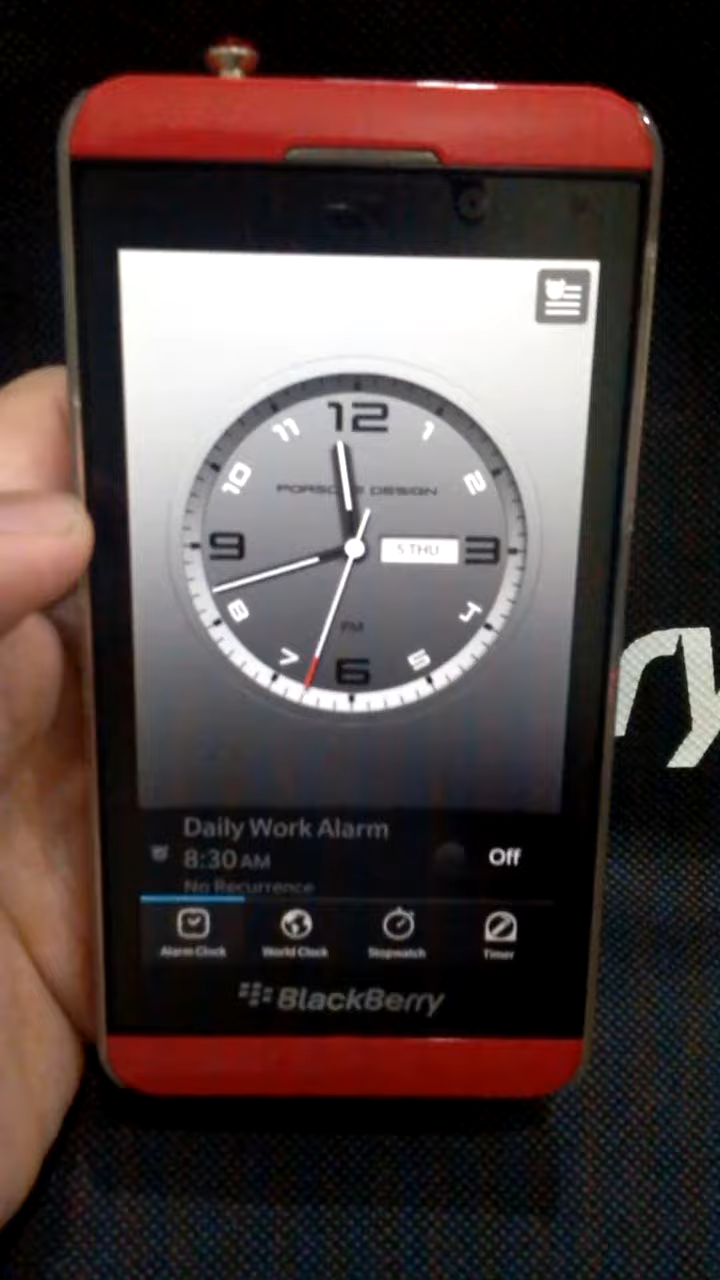 12
11 1
10 2
PORSCHE DESIGN
9 5 THU 3
8 4
PM
7 5
6
ry
Daily Work Alarm
8:30 AM
Off
No Recurrence
Alarm Clock World Clock Stopwatch Timer
BlackBerry